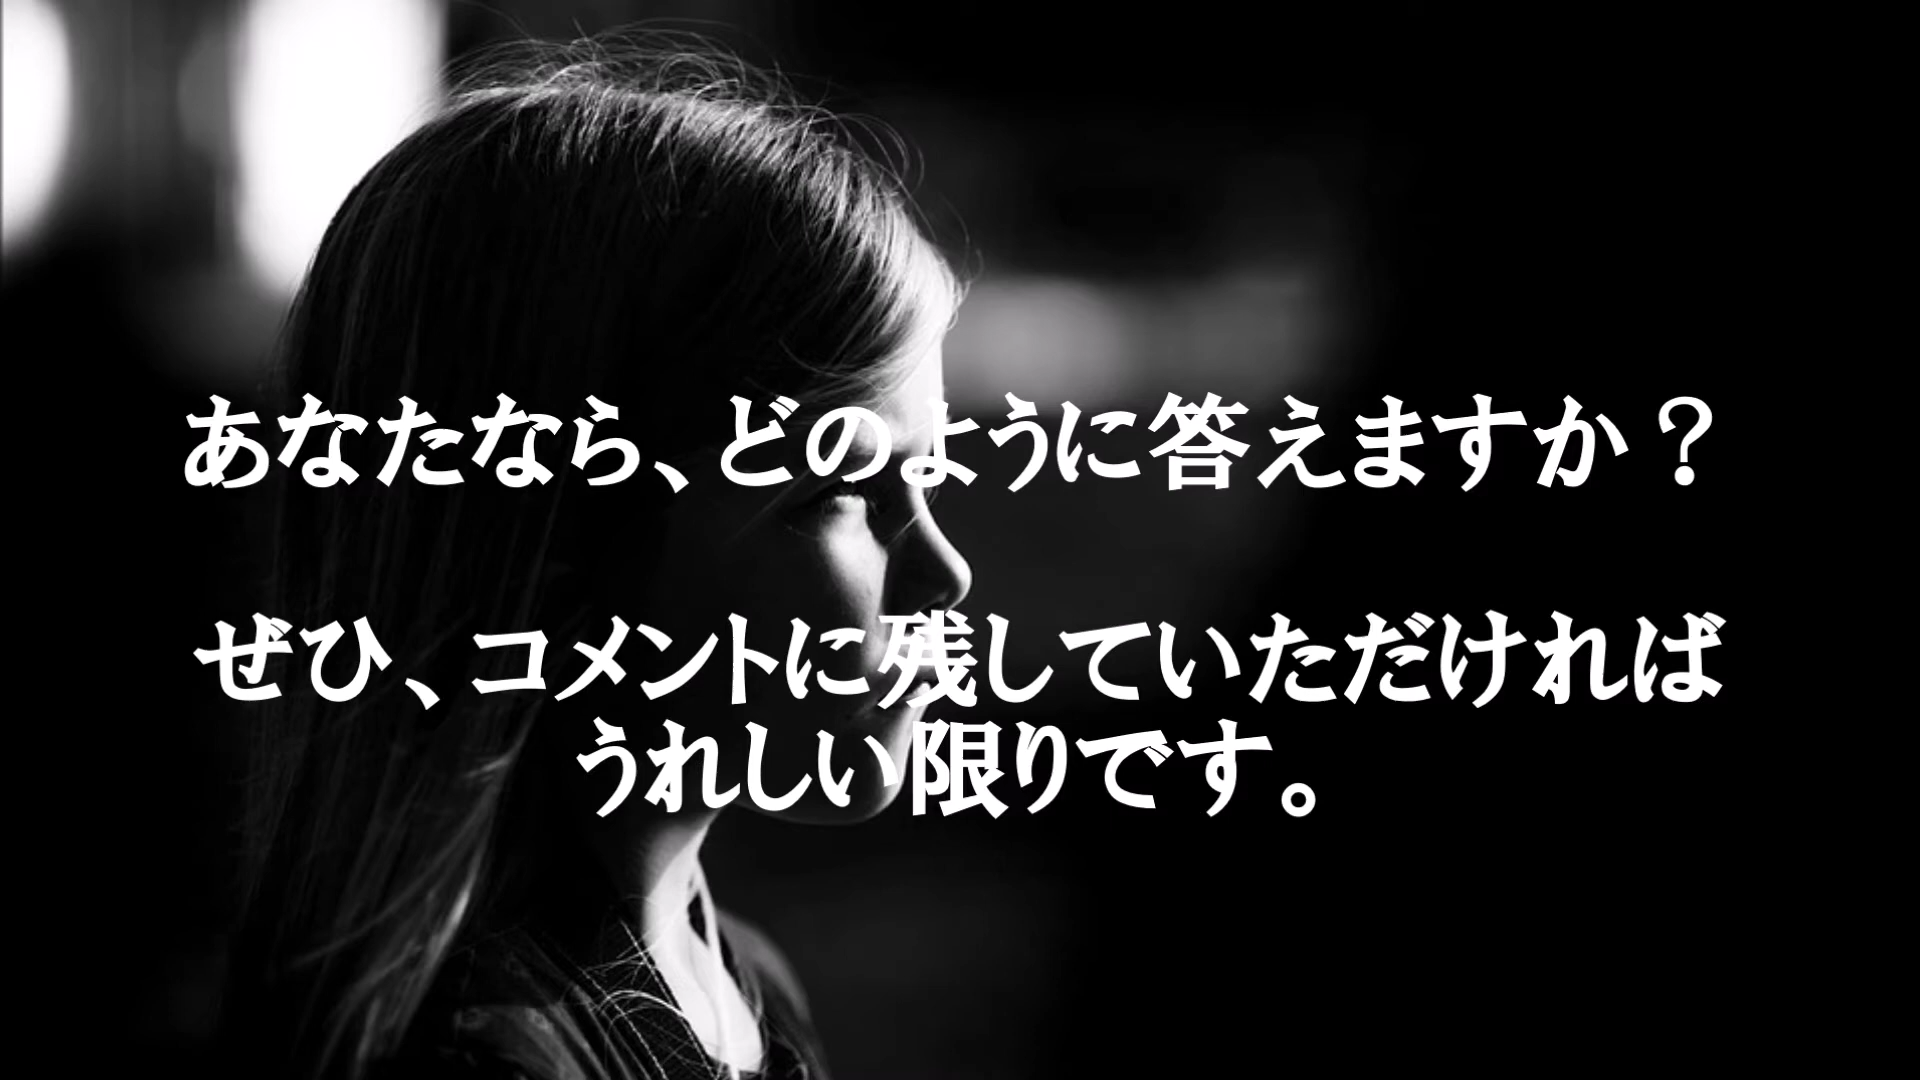 あなたなら、どのように答えますか？
ぜひ、コメントに残していただければ
うれしい限りです。